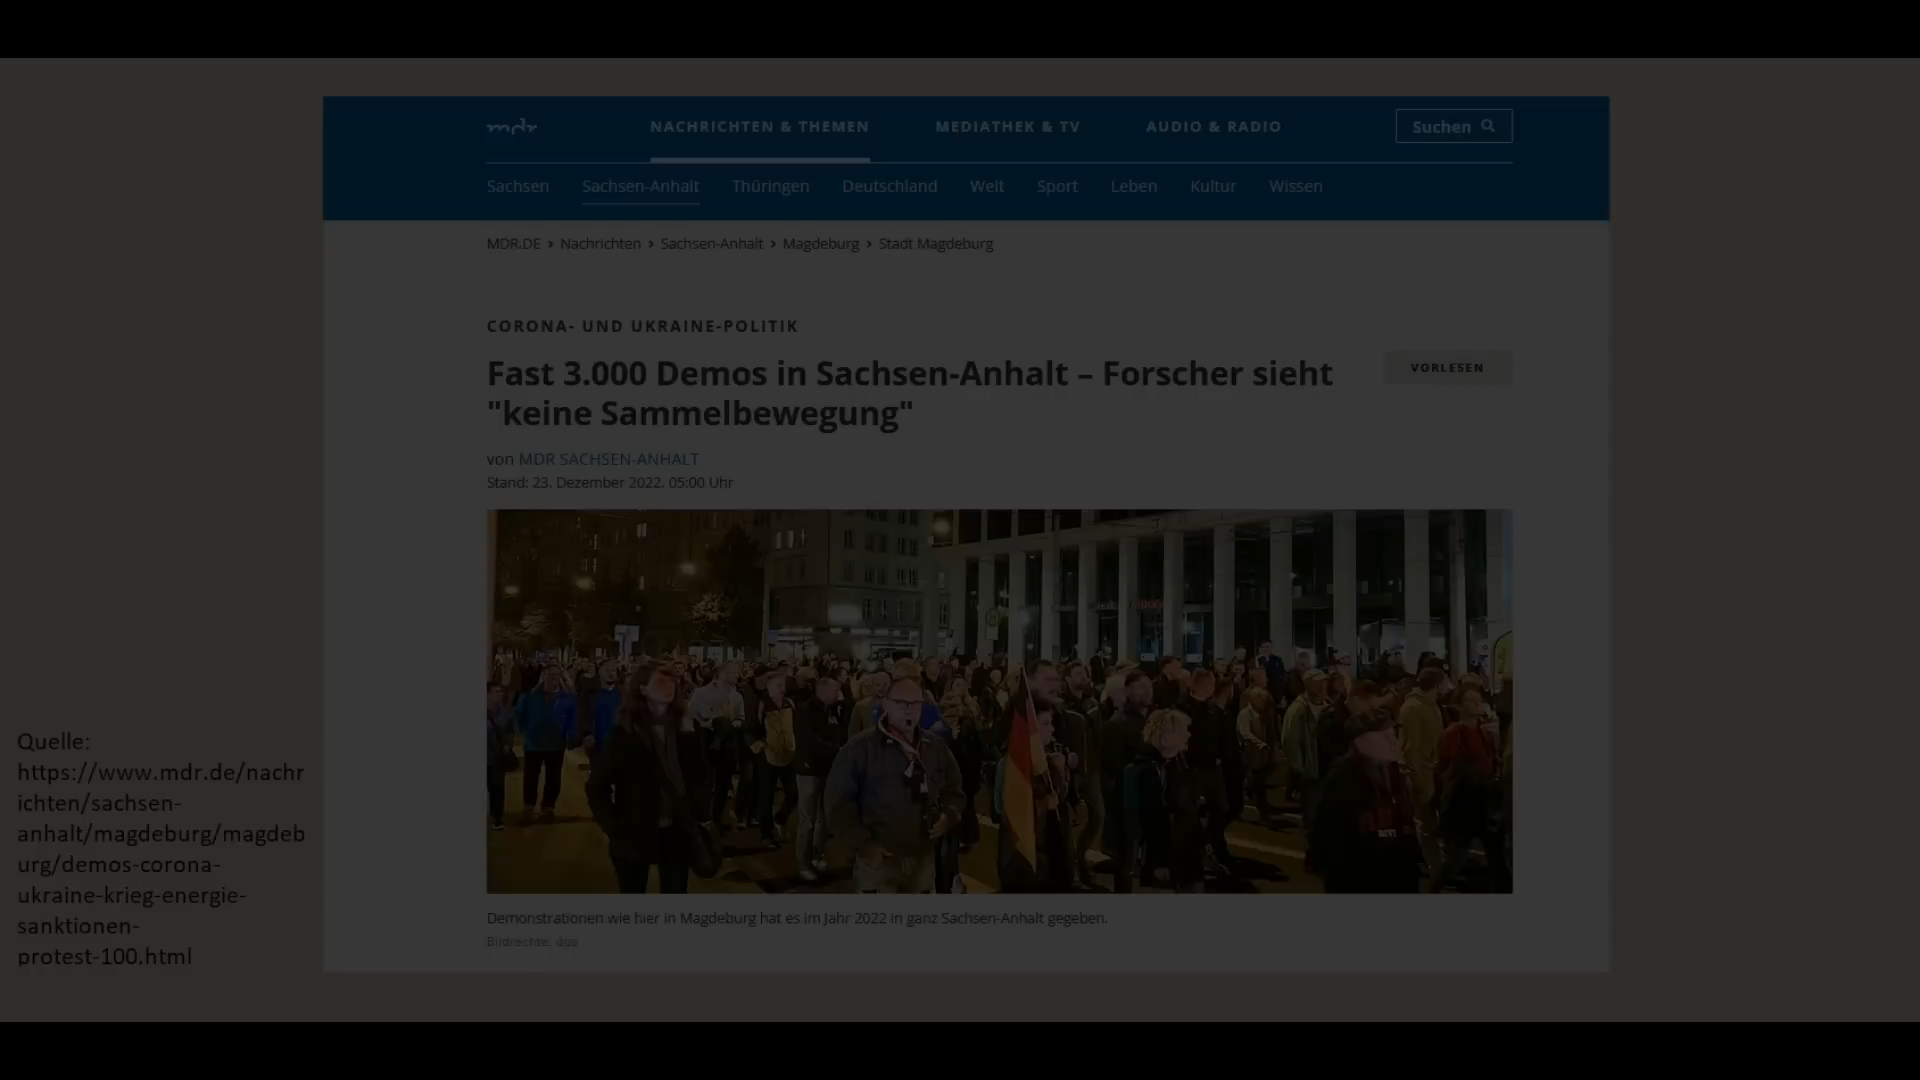 mdr
NACHRICHTEN & THEMEN
MEDIATHEK & TV
AUDIO & RADIO
Suchen
Sachsen
Sachsen-Anhalt
Thüringen
Deutschland
Welt
Sport
Leben
Kultur
Wissen
MDR.DE › Nachrichten › Sachsen-Anhalt › Magdeburg › Stadt Magdeburg
CORONA- UND UKRAINE-POLITIK
Fast 3.000 Demos in Sachsen-Anhalt – Forscher sieht
"keine Sammelbewegung"
VORLESEN
von MDR SACHSEN-ANHALT
Stand: 23. Dezember 2022, 05:00 Uhr
Demonstrationen wie hier in Magdeburg hat es im Jahr 2022 in ganz Sachsen-Anhalt gegeben.
Bildrechte: dpa
Quelle:
https://www.mdr.de/nachr
ichten/sachsen-
anhalt/magdeburg/magdeb
urg/demos-corona-
ukraine-krieg-energie-
sanktionen-
protest-100.html